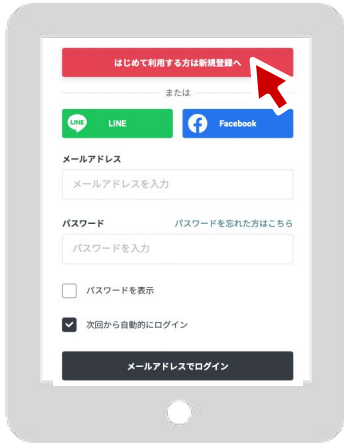 はじめて利用する方は新規登録へ
または
LINE LINE
Facebook
メールアドレス
メールアドレスを入力
パスワード
パスワードを忘れた方はこちら
パスワードを入力
パスワードを表示
次回から自動的にログイン
メールアドレスでログイン